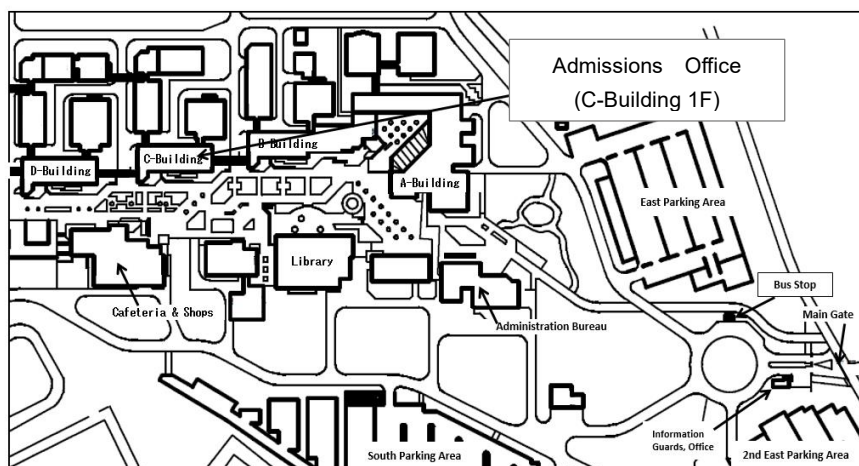 Admissions Office
(C-Building 1F)
B-Building
C-Building
D-Building
A-Building
East Parking Area
Library
Bus Stop
Cafeteria & Shops
Main Gate
Administration Bureau
Information
Guards, Office
South Parking Area
2nd East Parking Area